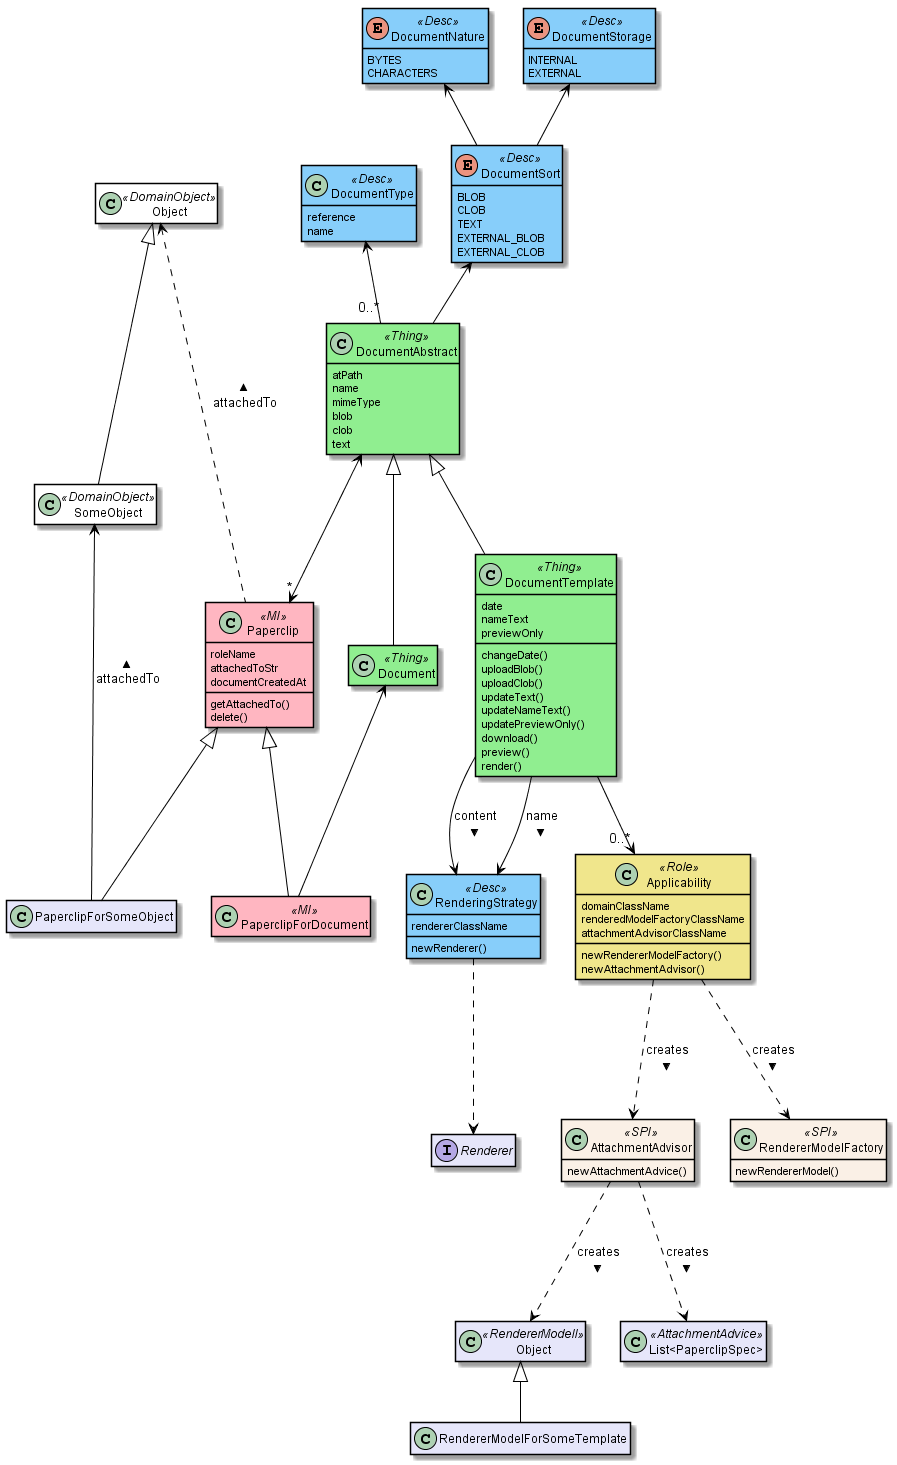 E
«Desc»
DocumentNature
BYTES
CHARACTERS
E
«Desc»
DocumentStorage
INTERNAL
EXTERNAL
E
«Desc»
DocumentSort
BLOB
CLOB
TEXT
EXTERNAL_BLOB
EXTERNAL_CLOB
C
«Desc»
DocumentType
reference
name
C
«DomainObject»
Object
0..*
C
«Thing»
DocumentAbstract
atPath
name
mimeType
blob
clob
text
▲
attachedTo
C
«DomainObject»
SomeObject
*
C
«Thing»
DocumentTemplate
date
nameText
previewOnly
changeDate()
uploadBlob()
uploadClob()
updateText()
updateNameText()
updatePreviewOnly()
download()
preview()
render()
C
«MI»
Paperclip
roleName
attachedToStr
documentCreatedAt
getAttachedTo()
delete()
C
«Thing»
Document
▲
attachedTo
content
▼
name
▼
0..*
C
PaperclipForSomeObject
C
«MI»
PaperclipForDocument
C
«Desc»
RenderingStrategy
rendererClassName
newRenderer()
C
«Role»
Applicability
domainClassName
renderedModelFactoryClassName
attachmentAdvisorClassName
newRendererModelFactory()
newAttachmentAdvisor()
creates
▼
creates
▼
I
Renderer
C
«SPI»
AttachmentAdvisor
newAttachmentAdvice()
C
«SPI»
RendererModelFactory
newRendererModel()
creates
▼
creates
▼
C
«RendererModell»
Object
C
«AttachmentAdvice»
List<PaperclipSpec>
C
RendererModelForSomeTemplate